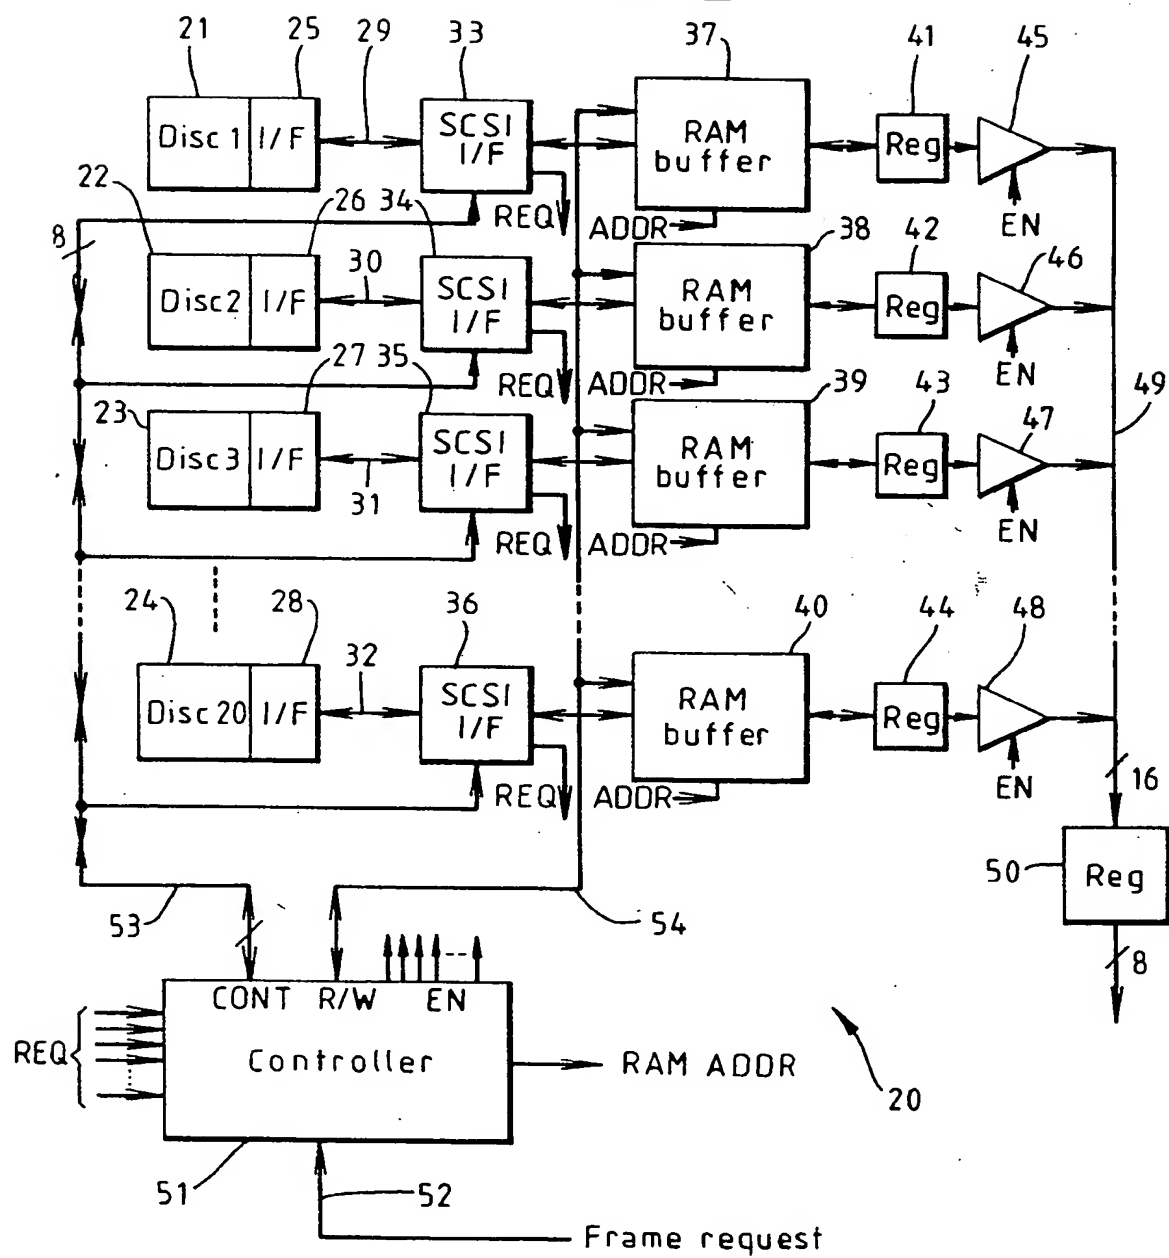 21 25 29 33 37 41 45
Disc 1 I/F SCSI I/F RAM buffer Reg
REQ ADDR EN
8
22 26 34 30 38 42 46
Disc2 I/F SCSI I/F RAM buffer Reg
REQ ADDR EN
23 27 35 31 39 43 47 49
Disc3 I/F SCSI I/F RAM buffer Reg
REQ ADDR EN
24 28 32 36 40 44 48
Disc 20 I/F SCSI I/F RAM buffer Reg
REQ ADDR EN
16
50 Reg
8
53 54
CONT R/W EN
REQ Controller RAM ADDR
20
51 52
Frame request